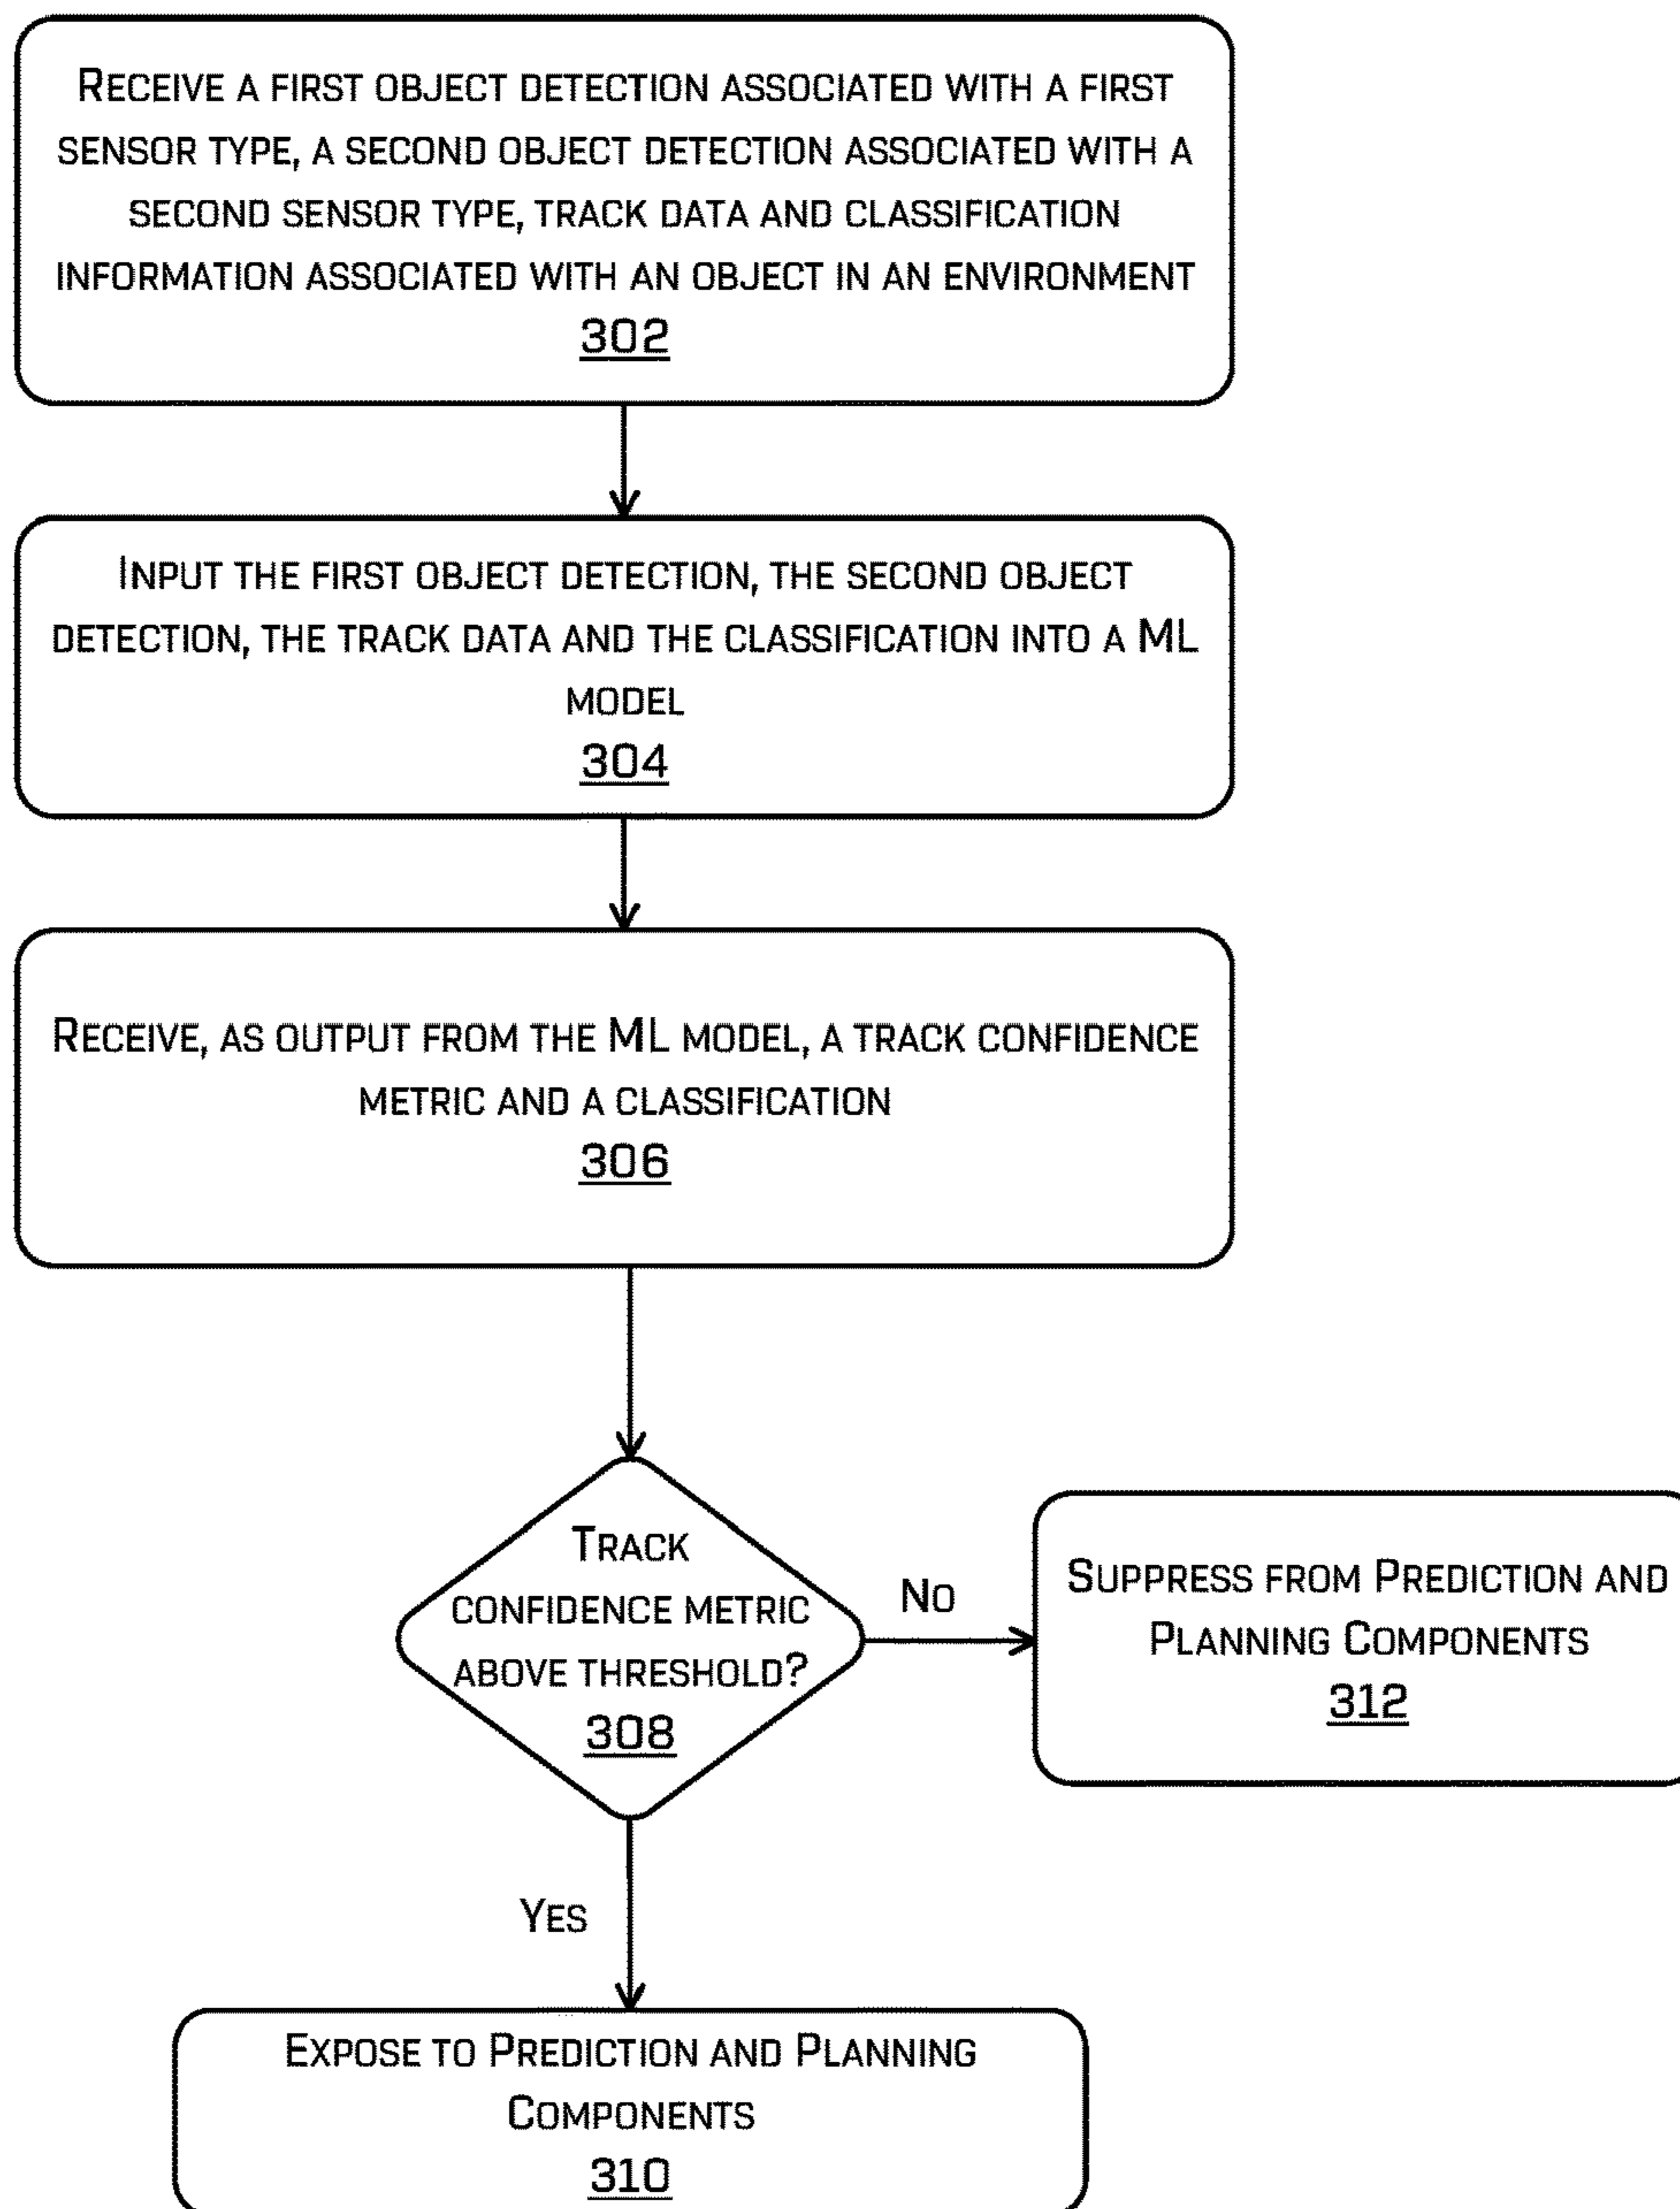 Receive a first object detection associated with a first
sensor type, a second object detection associated with a
second sensor type, track data and classification
information associated with an object in an environment
302
Input the first object detection, the second object
detection, the track data and the classification into a ML
model
304
Receive, as output from the ML model, a track confidence
metric and a classification
306
Track
confidence metric
above threshold?
308
No
Suppress from Prediction and
Planning Components
312
Yes
Expose to Prediction and Planning
Components
310